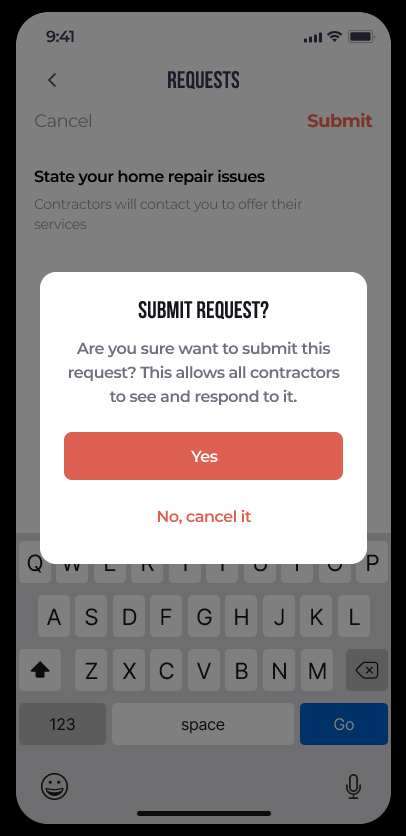 9:41
REQUESTS
Cancel
Submit
State your home repair issues
Contractors will contact you to offer their
services
SUBMIT REQUEST?
Are you sure want to submit this
request? This allows all contractors
to see and respond to it.
Yes
No, cancel it
Q W E R T Y U I O P
A S D F G H J K L
Z X C V B N M
123 space Go